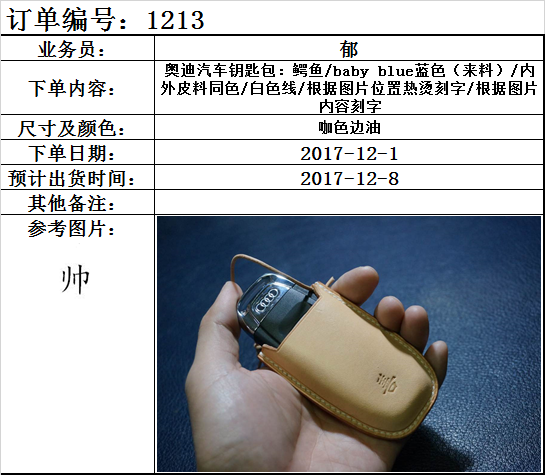 订单编号：1213
业务员：
郁
下单内容：
奥迪汽车钥匙包：鳄鱼/baby blue蓝色（来料）/内
外皮料同色/白色线/根据图片位置热烫刻字/根据图片
内容刻字
尺寸及颜色：
咖色边油
下单日期：
2017-12-1
预计出货时间：
2017-12-8
其他备注：
参考图片：
帅